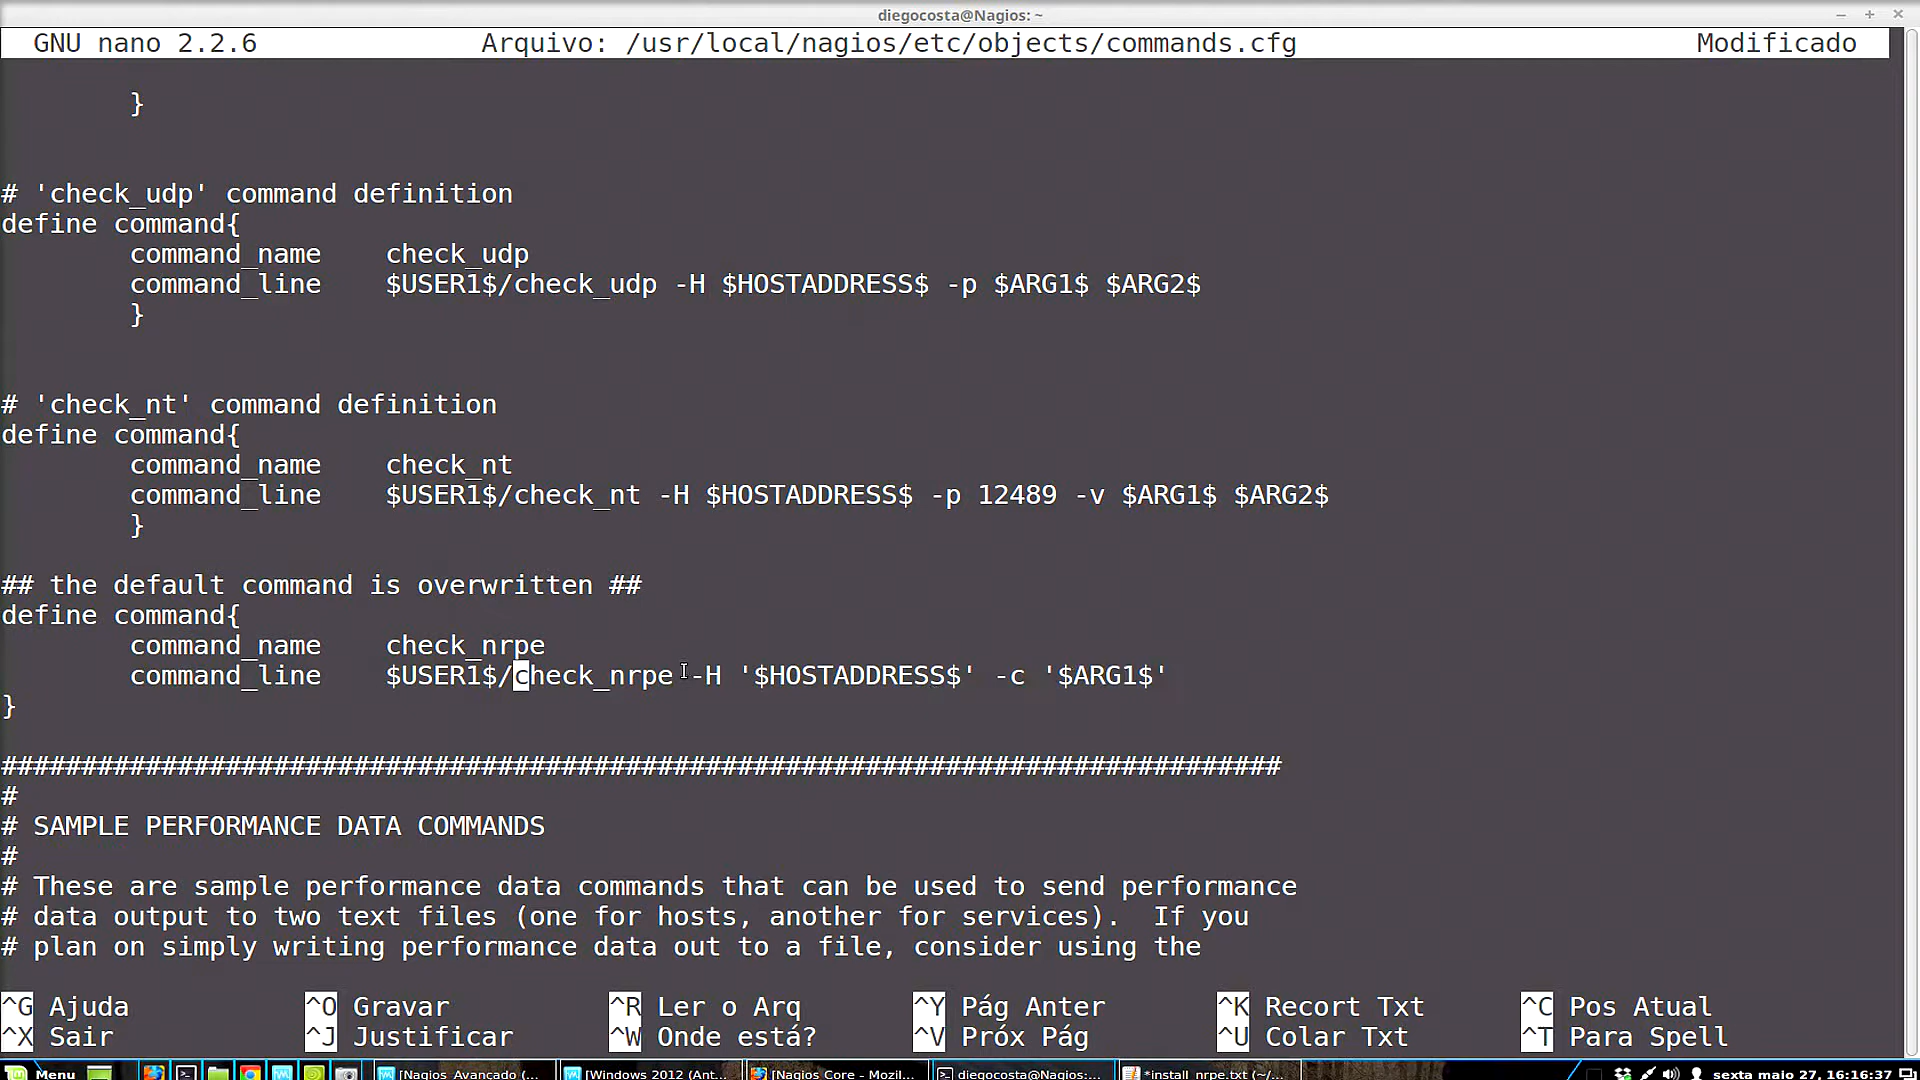 diegocosta@Nagios: ~
GNU nano 2.2.6 Arquivo: /usr/local/nagios/etc/objects/commands.cfg Modificado
}
# 'check_udp' command definition
define command{
command_name check_udp
command_line $USER1$/check_udp -H $HOSTADDRESS$ -p $ARG1$ $ARG2$
}
# 'check_nt' command definition
define command{
command_name check_nt
command_line $USER1$/check_nt -H $HOSTADDRESS$ -p 12489 -v $ARG1$ $ARG2$
}
## the default command is overwritten ##
define command{
command_name check_nrpe
command_line $USER1$/check_nrpe -H '$HOSTADDRESS$' -c '$ARG1$'
}
################################################################################
#
# SAMPLE PERFORMANCE DATA COMMANDS
#
# These are sample performance data commands that can be used to send performance
# data output to two text files (one for hosts, another for services). If you
# plan on simply writing performance data out to a file, consider using the
^G Ajuda ^O Gravar ^R Ler o Arq ^Y Pág Anter ^K Recort Txt ^C Pos Atual
^X Sair ^J Justificar ^W Onde está? ^V Próx Pág ^U Colar Txt ^T Para Spell
Menu [Nagios_Avançado (... [Windows 2012 (Ant... [Nagios Core - Mozil... diegocosta@Nagios:... *install_nrpe.txt (~/... sexta maio 27, 16:16:37